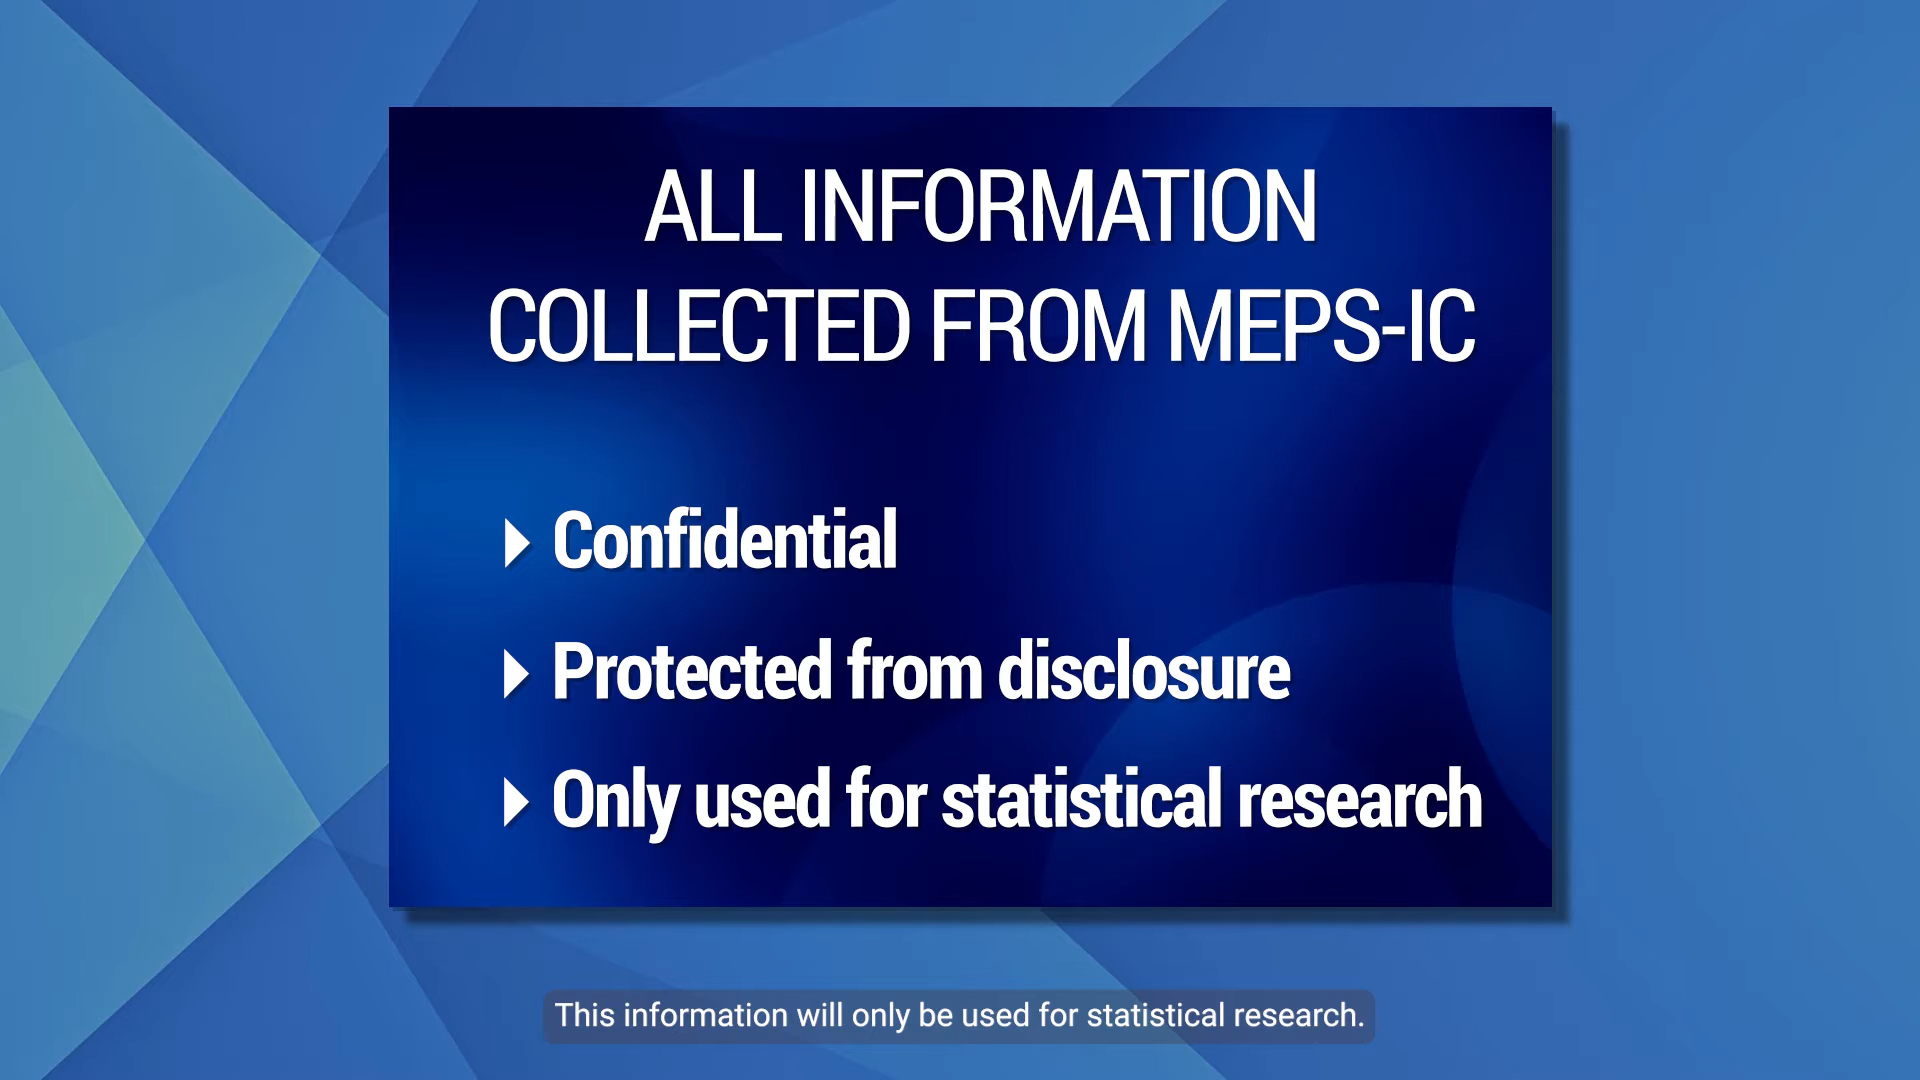 ALL INFORMATION
COLLECTED FROM MEPS-IC
Confidential
Protected from disclosure
Only used for statistical research
This information will only be used for statistical research.